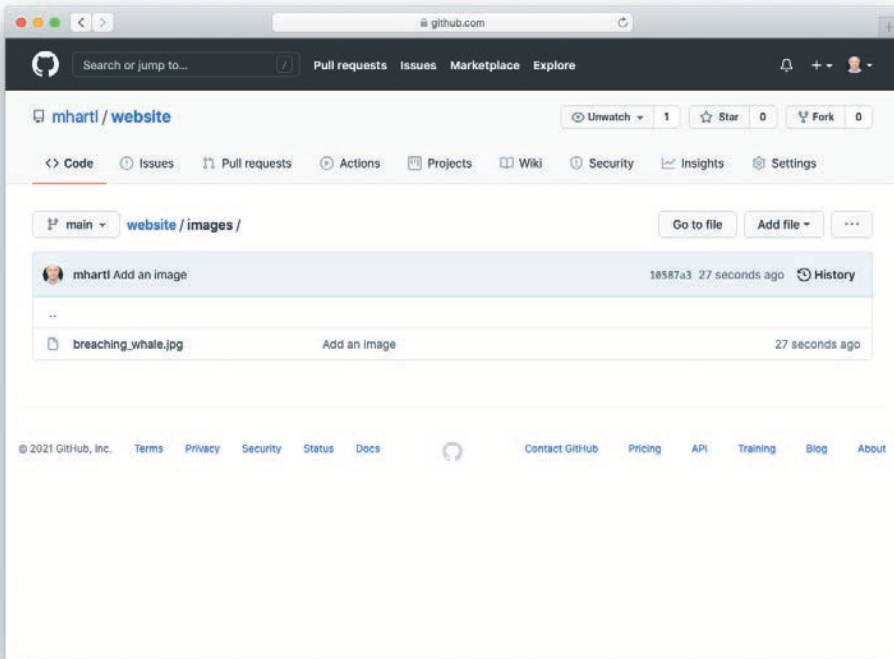 github.com
Search or jump to... / Pull requests Issues Marketplace Explore
mhartl / website Unwatch 1 Star 0 Fork 0
<> Code Issues Pull requests Actions Projects Wiki Security Insights Settings
main website / images / Go to file Add file ...
mhartl Add an image 10587a3 27 seconds ago History
..
breaching_whale.jpg Add an image 27 seconds ago
© 2021 GitHub, Inc. Terms Privacy Security Status Docs Contact GitHub Pricing API Training Blog About